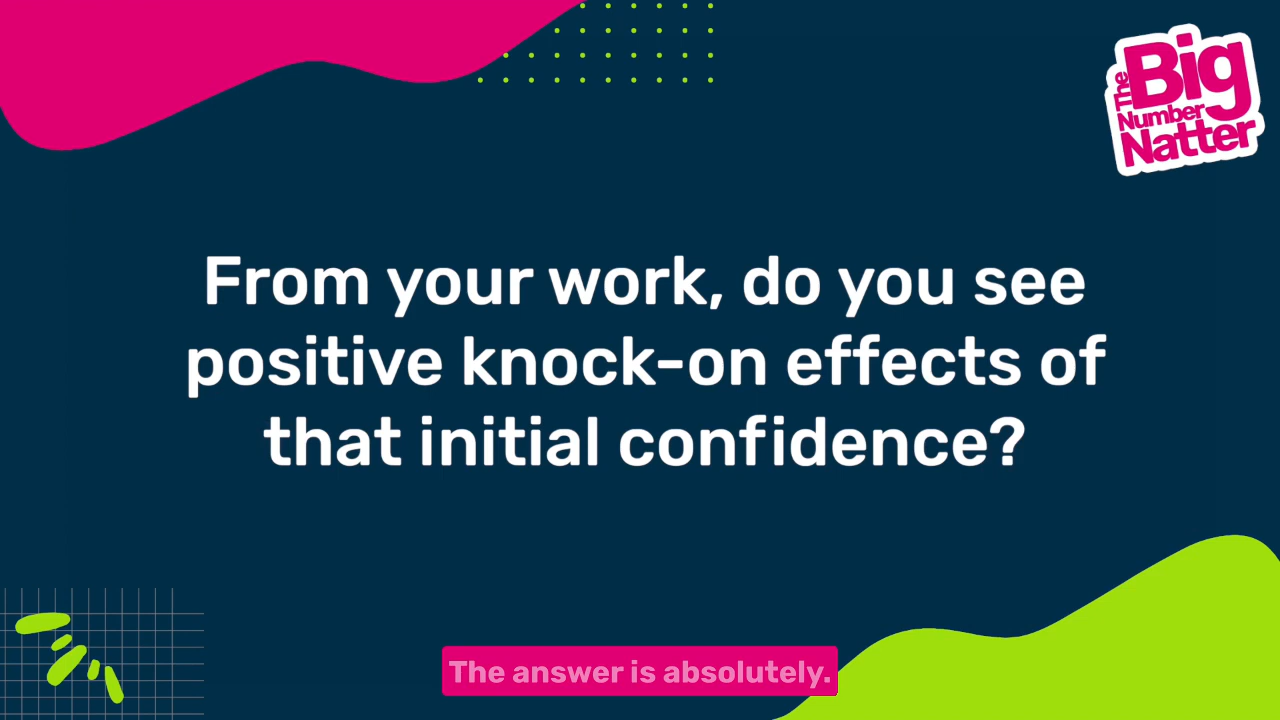 The
Big
Number
Natter
From your work, do you see
positive knock-on effects of
that initial confidence?
The answer is absolutely.